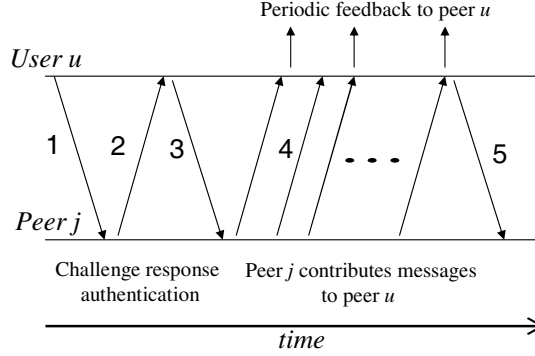 Periodic feedback to peer u
User u
1
2
3
4
5
Peer j
Challenge response
authentication
Peer j contributes messages
to peer u
time